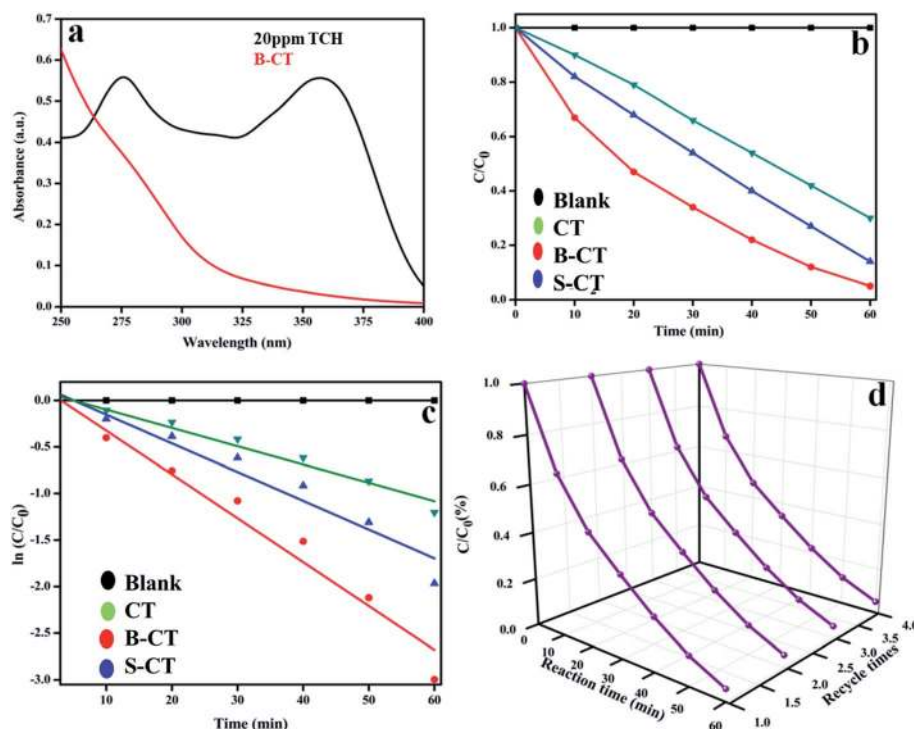 a
20ppm TCH
B-CT
0.7
0.6
0.5
0.4
0.3
0.2
0.1
0.0
Absorbance (a.u.)
250 275 300 325 350 375 400
Wavelength (nm)
b
1.0
0.8
0.6
0.4
0.2
0.0
C/C0
Blank
CT
B-CT
S-CT
0 10 20 30 40 50 60
Time (min)
c
0.0
-0.5
-1.0
-1.5
-2.0
-2.5
-3.0
ln (C/C0)
Blank
CT
B-CT
S-CT
10 20 30 40 50 60
Time (min)
d
1.0
0.8
0.6
0.4
0.2
0.0
C/C0(%)
0 10 20 30 40 50 60
Reaction time (min)
1.0 1.5 2.0 2.5 3.0 3.5 4.0
Recycle times